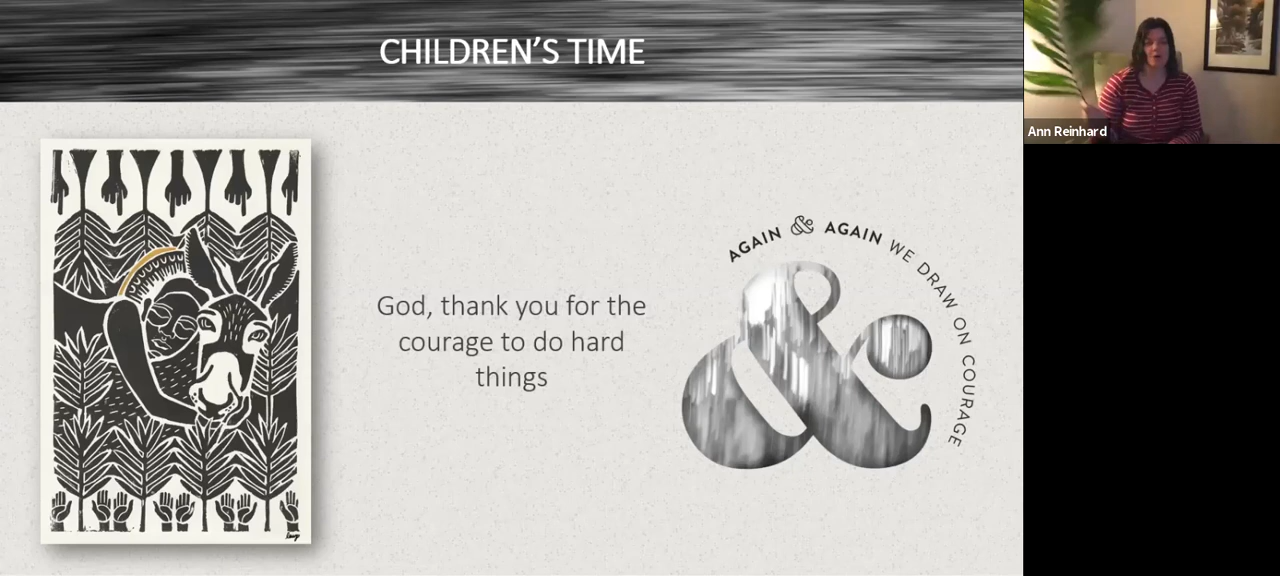 CHILDREN’S TIME
God, thank you for the
courage to do hard
things
AGAIN & AGAIN WE DRAW ON COURAGE
&
Ann Reinhard